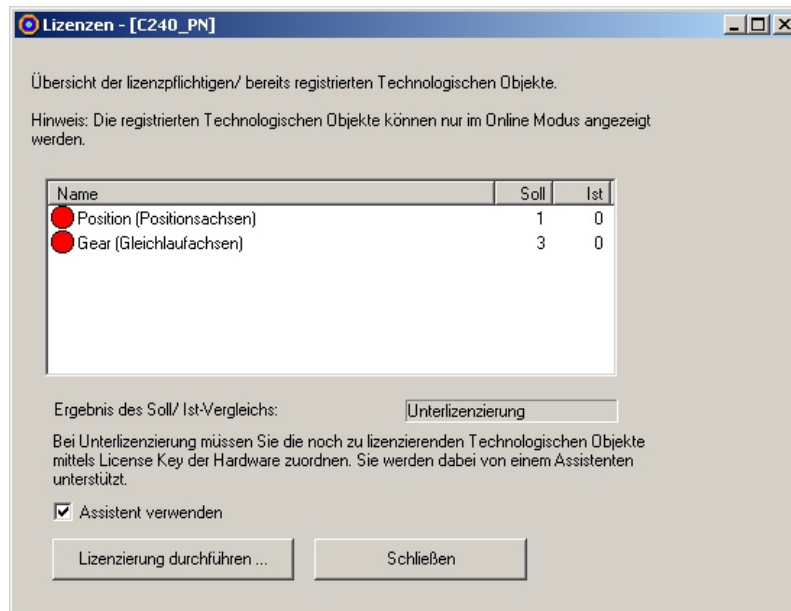 Lizenzen - [C240_PN]
Übersicht der lizenzpflichtigen/ bereits registrierten Technologischen Objekte.
Hinweis: Die registrierten Technologischen Objekte können nur im Online Modus angezeigt
werden.
Name Soll Ist
Position (Positionsachsen) 1 0
Gear (Gleichlaufachsen) 3 0
Ergebnis des Soll/ Ist-Vergleichs: Unterlizenzierung
Bei Unterlizenzierung müssen Sie die noch zu lizenzierenden Technologischen Objekte
mittels License Key der Hardware zuordnen. Sie werden dabei von einem Assistenten
unterstützt.
Assistent verwenden
Lizenzierung durchführen ... Schließen